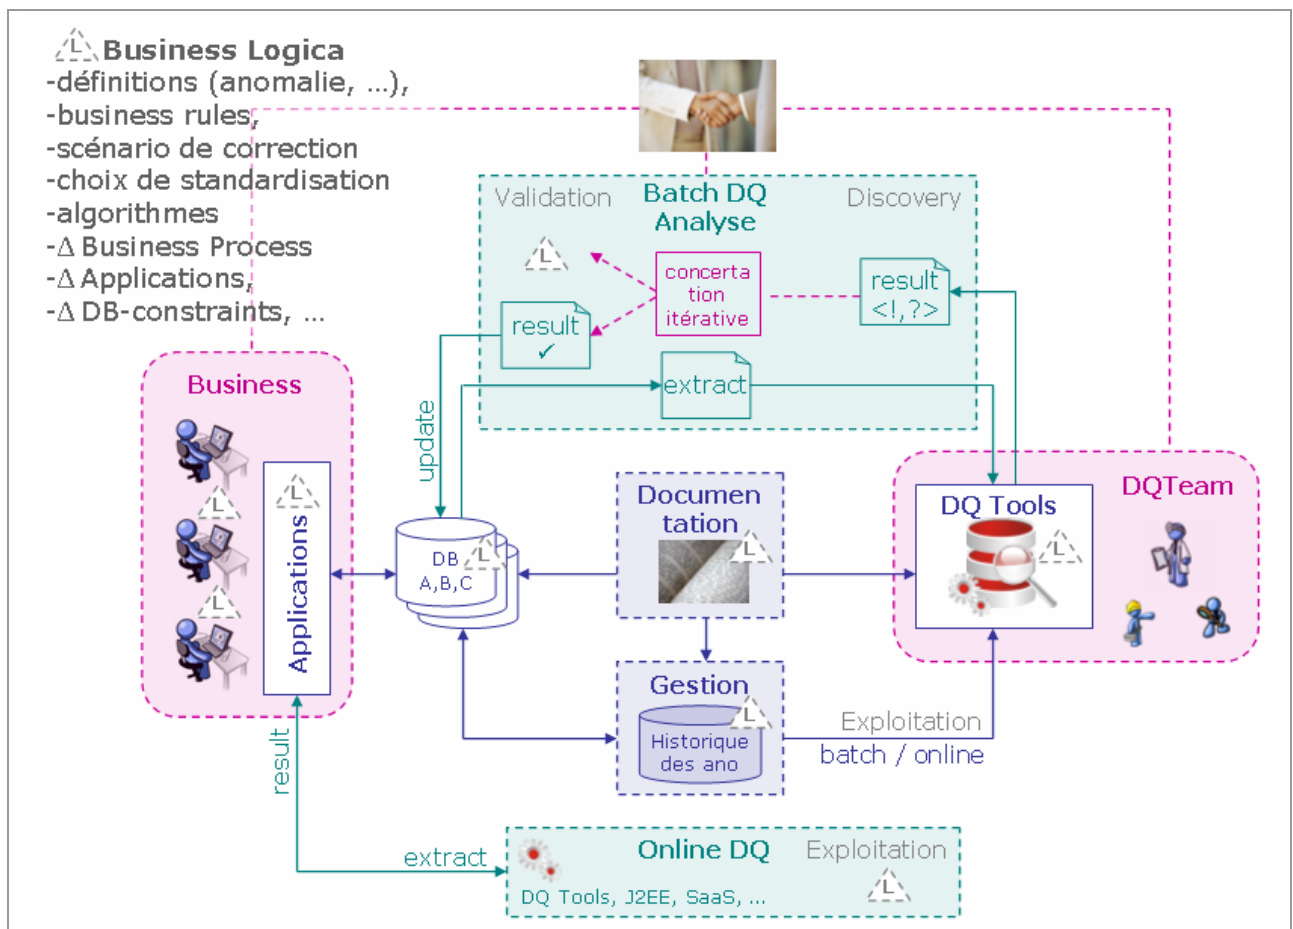 L Business Logica
-définitions (anomalie, ...),
-business rules,
-scénario de correction
-choix de standardisation
-algorithmes
-Δ Business Process
-Δ Applications,
-Δ DB-constraints, ...
Validation
Batch DQ
Analyse
Discovery
L
concerta
tion
itérative
result
<!,?>
result
✓
extract
update
Business
L
L
L
Applications
DB
A,B,C
L
Documen
tation
L
DQ Tools
L
DQTeam
Gestion
L
Historique
des ano
Exploitation
batch / online
result
extract
Online DQ
Exploitation
L
DQ Tools, J2EE, SaaS, ...